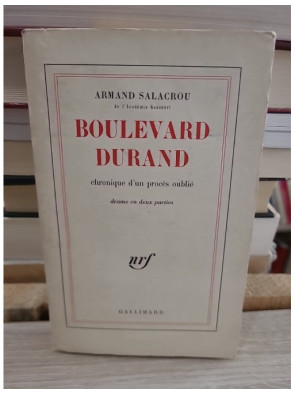 ARMAND SALACROU
de l'Académie Goncourt
BOULEVARD
DURAND
chronique d'un procès oublié
drame en deux parties
nrf
GALLIMARD